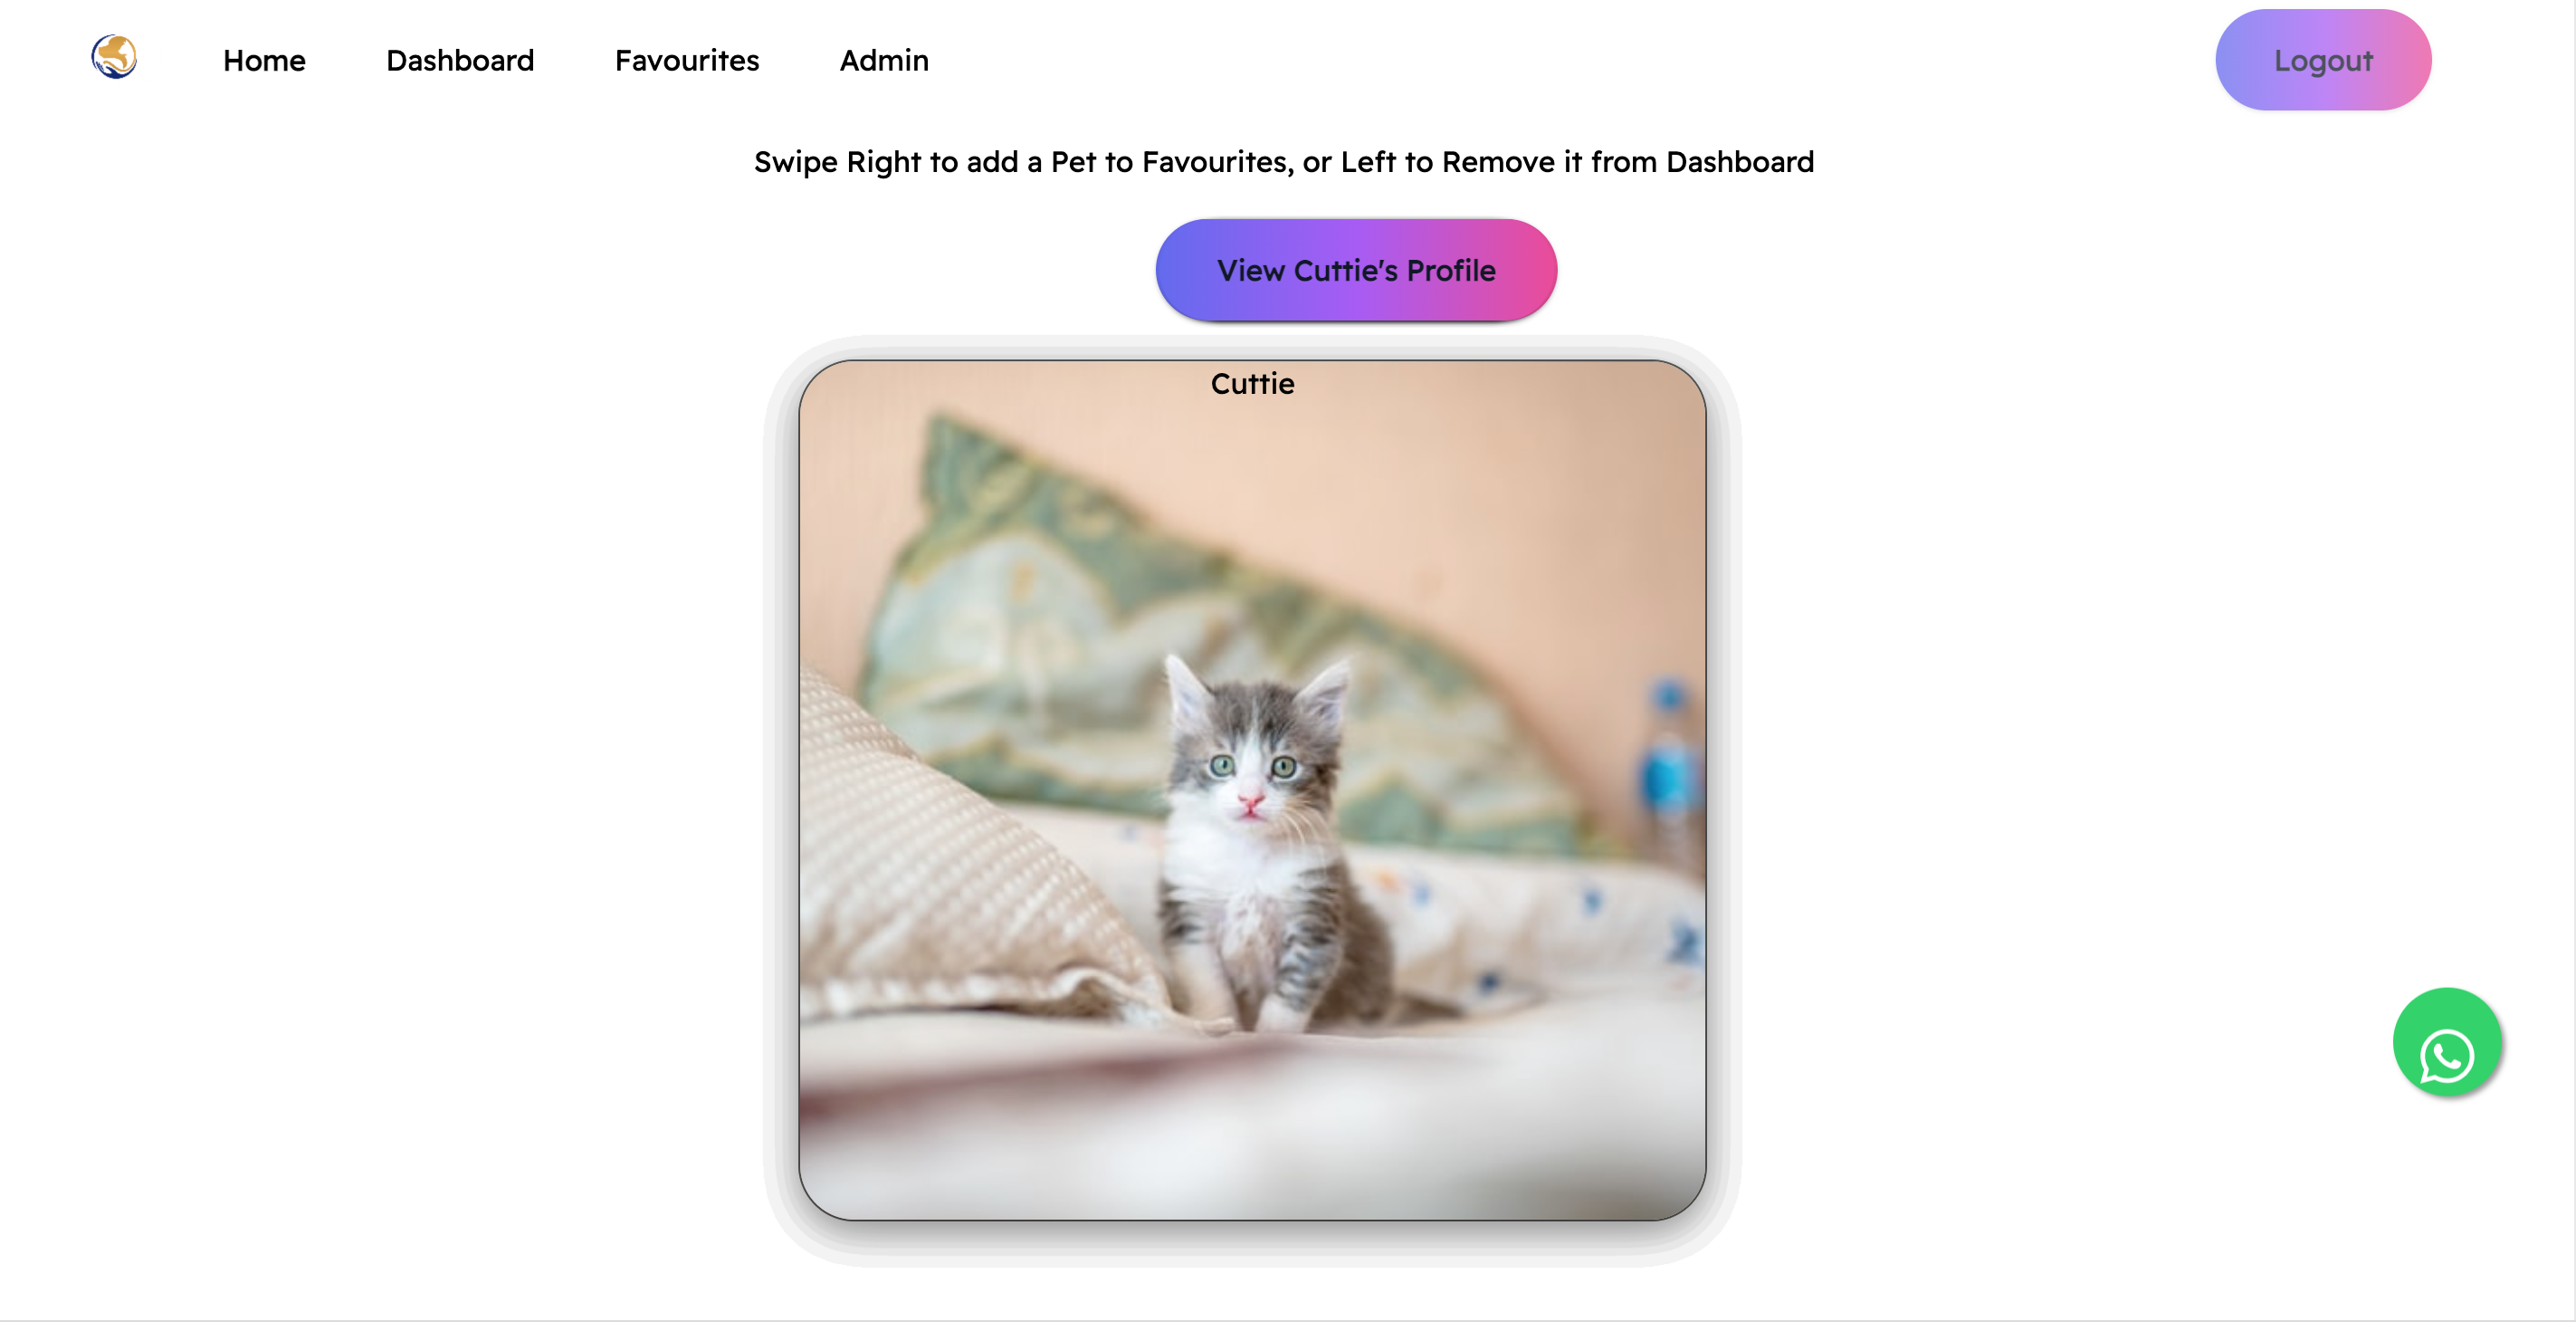 Home Dashboard Favourites Admin Logout
Swipe Right to add a Pet to Favourites, or Left to Remove it from Dashboard
View Cuttie's Profile
Cuttie